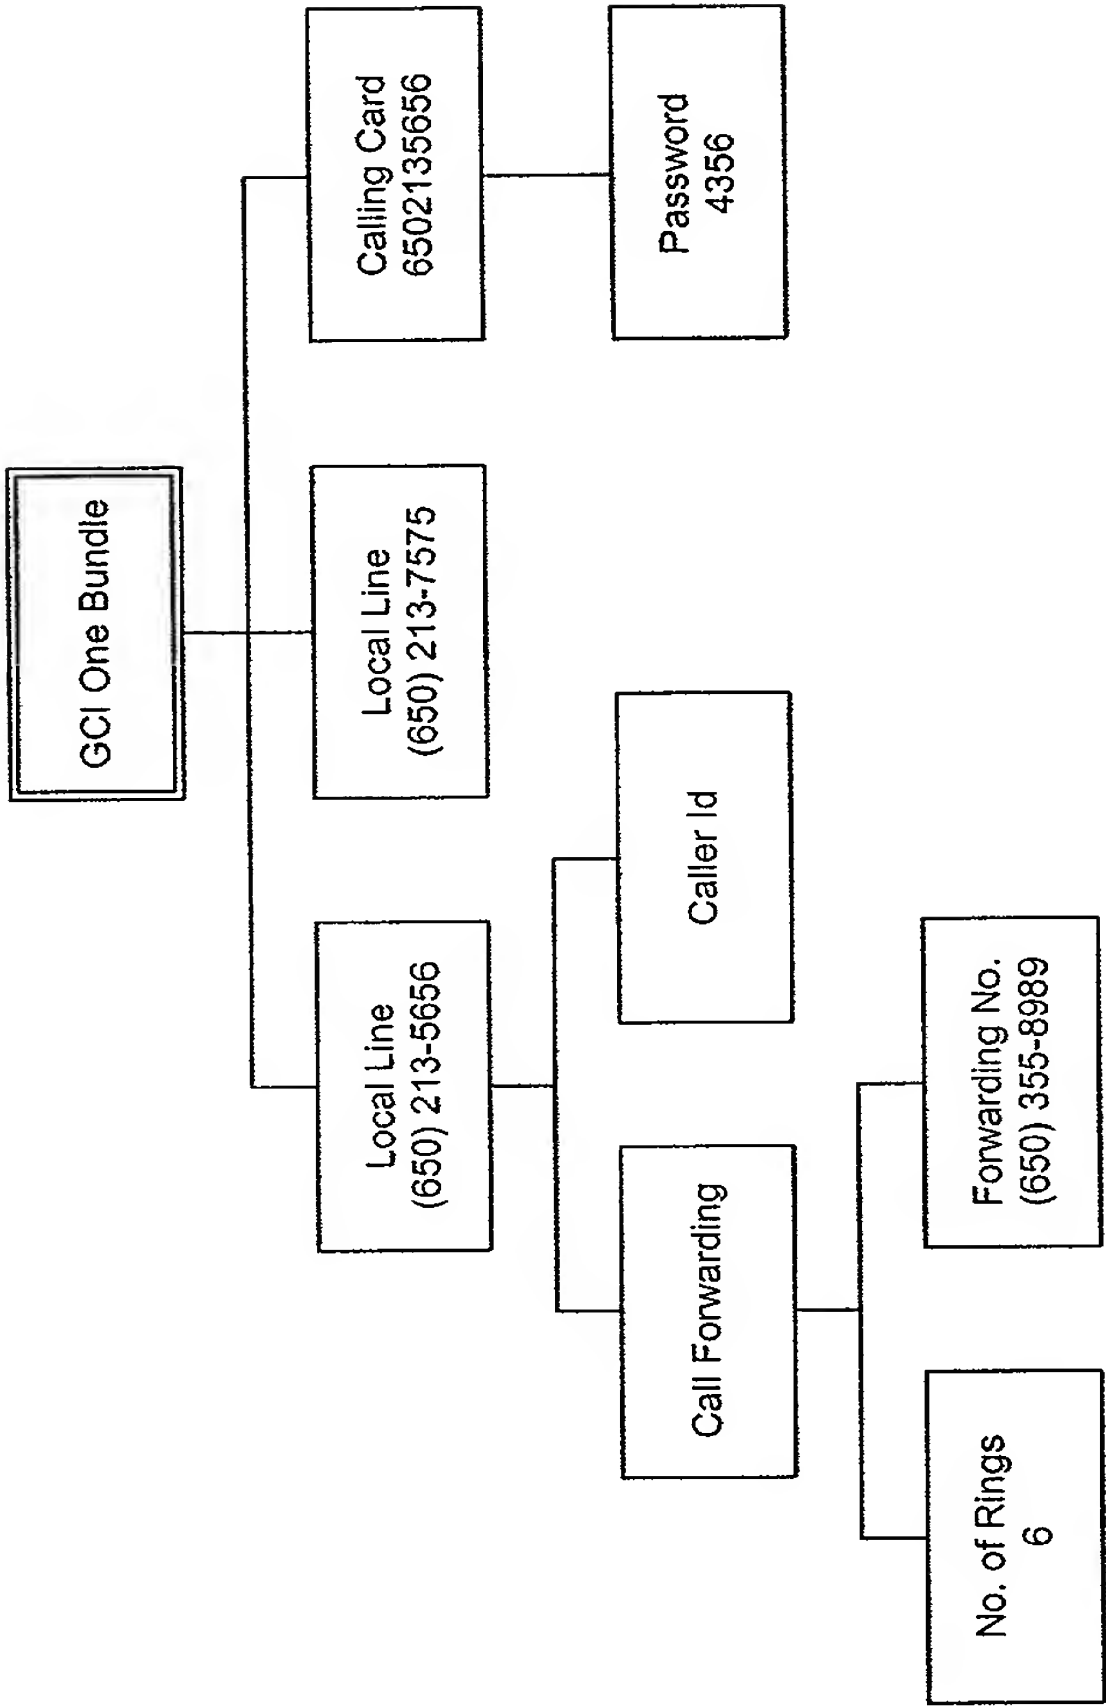 GCI One Bundle
Local Line
(650) 213-5656
Local Line
(650) 213-7575
Calling Card
6502135656
Call Forwarding
Caller Id
Password
4356
No. of Rings
6
Forwarding No.
(650) 355-8989